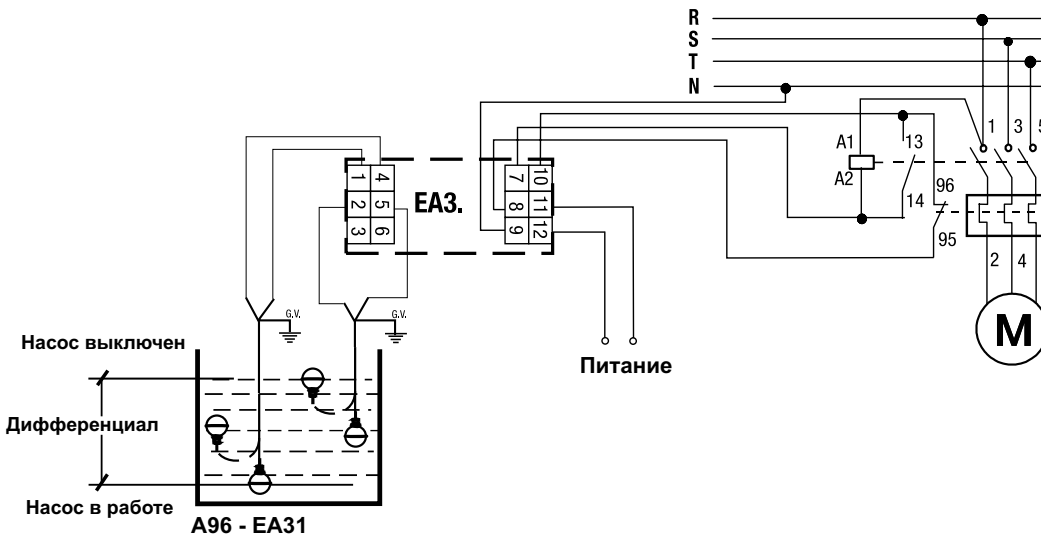 R
S
T
N
1 3 5
A1
13
A2
14
96
95
2 4
M
1 4
2 5
3 6
EA3.
7 10
8 11
9 12
G.V.
G.V.
Питание
Насос выключен
Дифференциал
Насос в работе
A96 - EA31